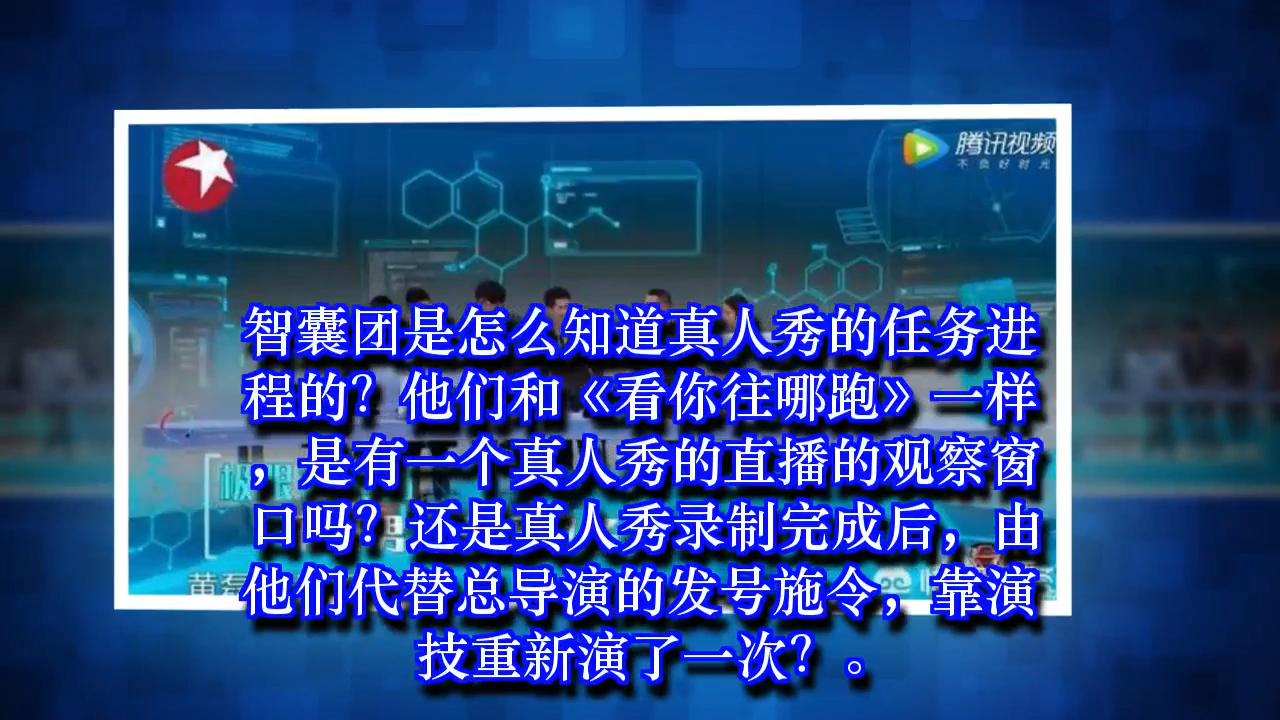 腾讯视频
不负好时光
智囊团是怎么知道真人秀的任务进
程的？他们和《看你往哪跑》一样
，是有一个真人秀的直播的观察窗
口吗？还是真人秀录制完成后，由
他们代替总导演的发号施令，靠演
技重新演了一次？。
极限
黄磊